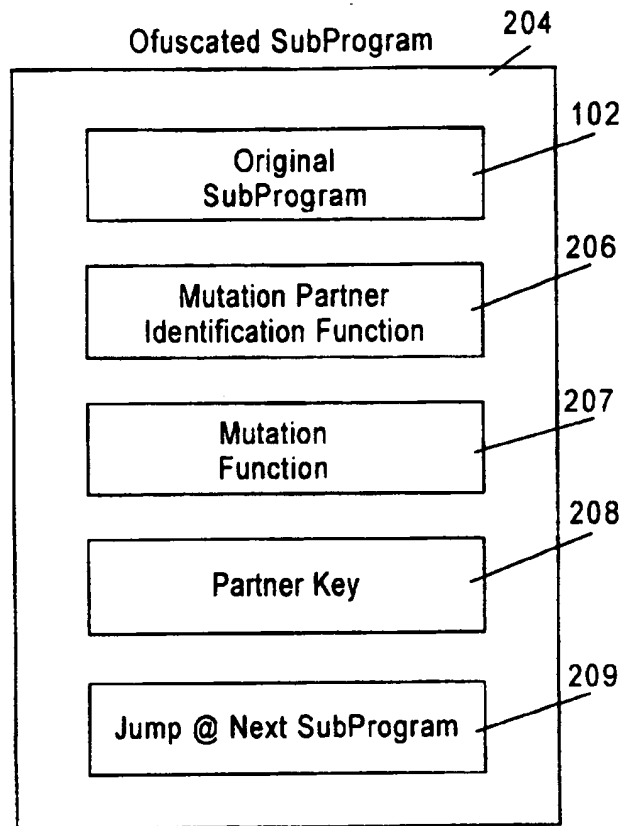 204
Ofuscated SubProgram
102
Original
SubProgram
206
Mutation Partner
Identification Function
207
Mutation
Function
208
Partner Key
209
Jump @ Next SubProgram